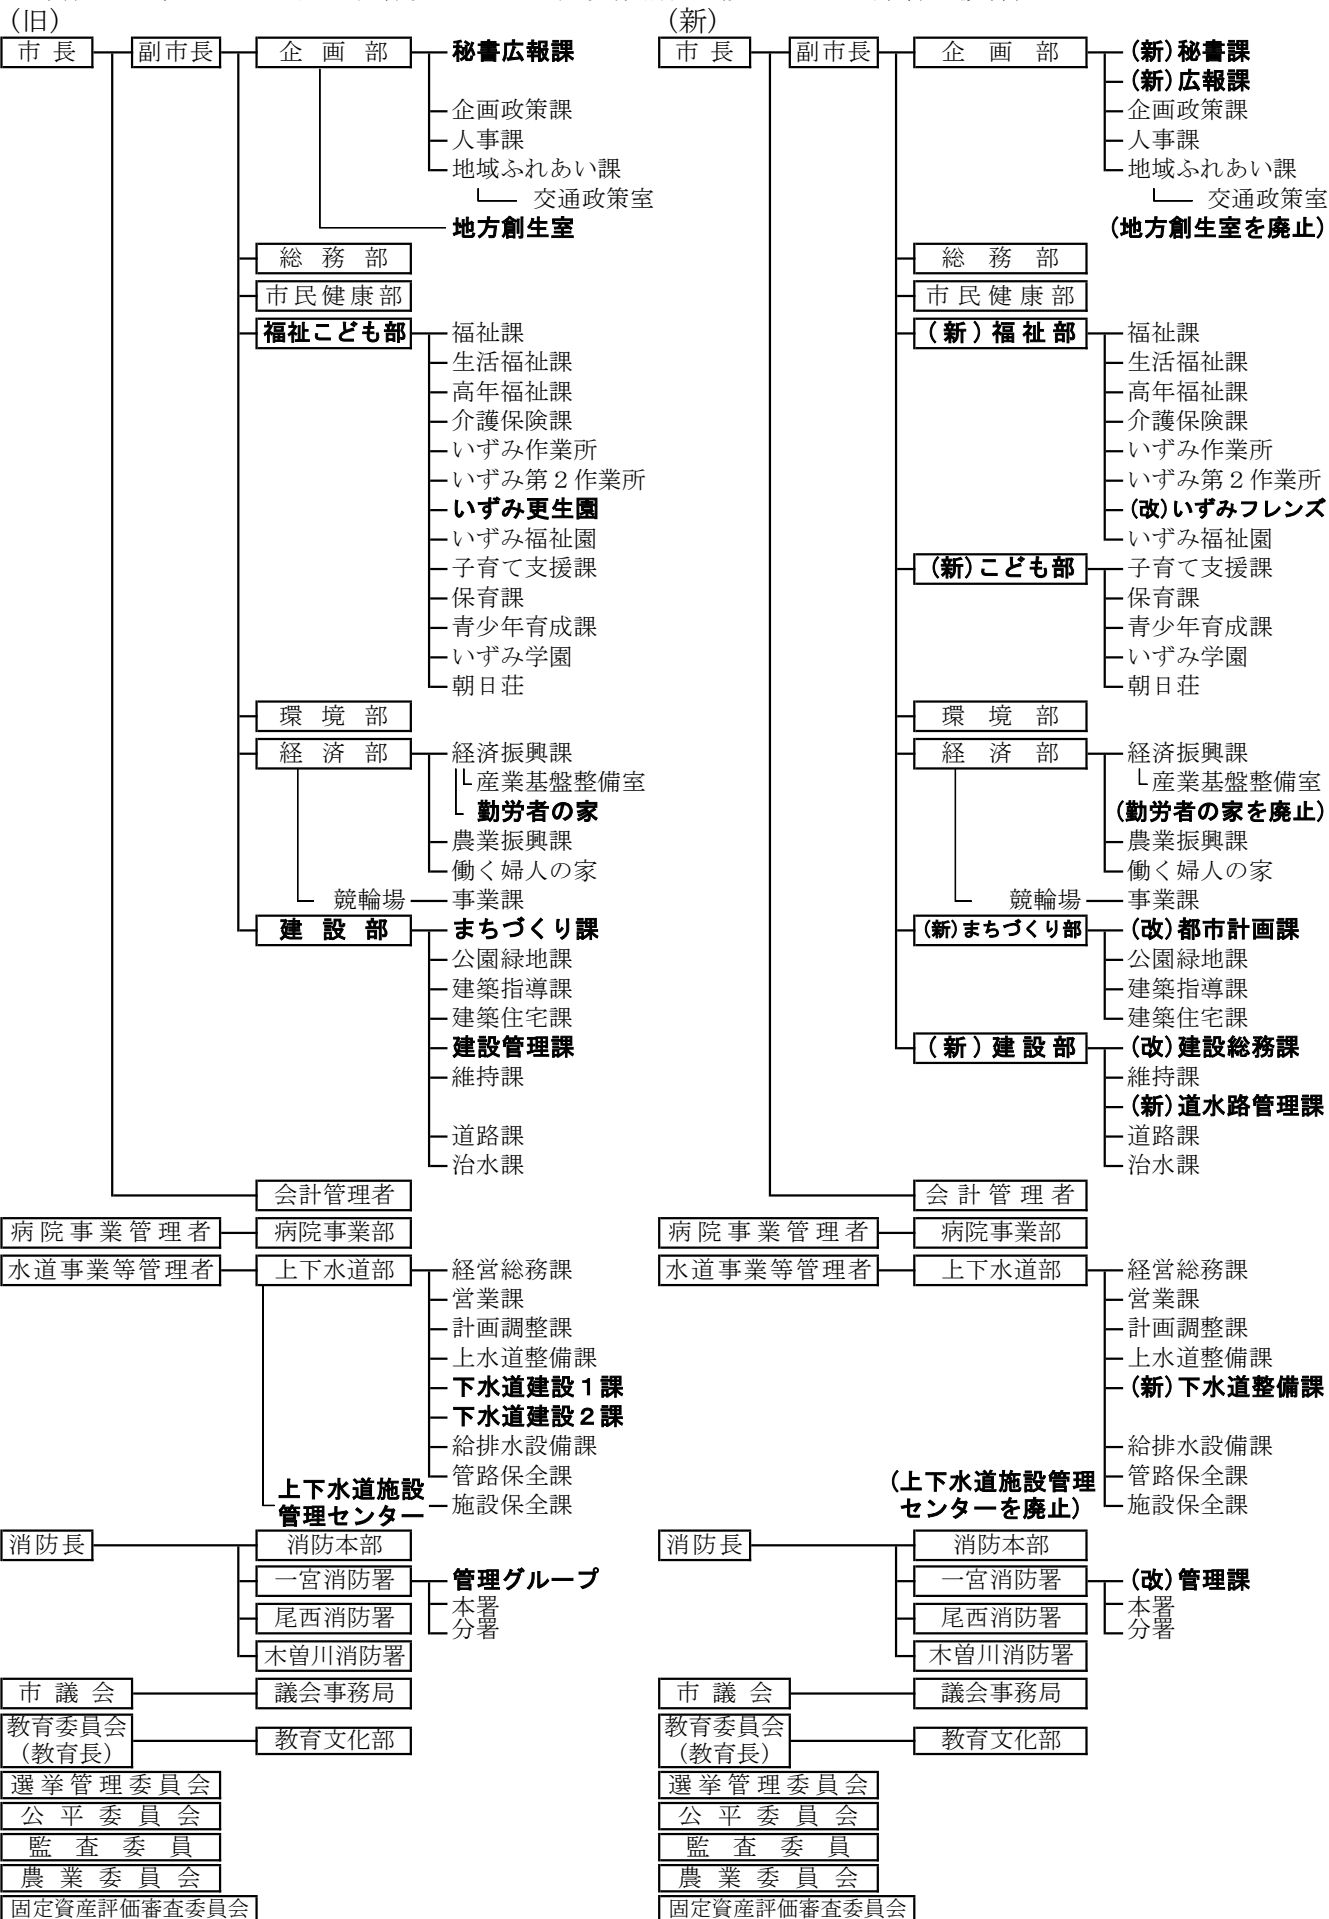 (旧)
市長
副市長
企画部
秘書広報課
企画政策課
人事課
地域ふれあい課
交通政策室
地方創生室
総務部
市民健康部
福祉こども部
福祉課
生活福祉課
高年福祉課
介護保険課
いずみ作業所
いずみ第2作業所
いずみ更生園
いずみ福祉園
子育て支援課
保育課
青少年育成課
いずみ学園
朝日荘
環境部
経済部
経済振興課
産業基盤整備室
勤労者の家
農業振興課
働く婦人の家
競輪場
事業課
建設部
まちづくり課
公園緑地課
建築指導課
建築住宅課
建設管理課
維持課
道路課
治水課
会計管理者
病院事業管理者
病院事業部
水道事業等管理者
上下水道部
経営総務課
営業課
計画調整課
上水道整備課
下水道建設1課
下水道建設2課
給排水設備課
管路保全課
上下水道施設
管理センター
施設保全課
消防長
消防本部
一宮消防署
管理グループ
本署
分署
尾西消防署
木曽川消防署
市議会
議会事務局
教育委員会
(教育長)
教育文化部
選挙管理委員会
公平委員会
監査委員
農業委員会
固定資産評価審査委員会
(新)
市長
副市長
企画部
(新)秘書課
(新)広報課
企画政策課
人事課
地域ふれあい課
交通政策室
(地方創生室を廃止)
総務部
市民健康部
(新)福祉部
福祉課
生活福祉課
高年福祉課
介護保険課
いずみ作業所
いずみ第2作業所
(改)いずみフレンズ
いずみ福祉園
(新)こども部
子育て支援課
保育課
青少年育成課
いずみ学園
朝日荘
環境部
経済部
経済振興課
産業基盤整備室
(勤労者の家を廃止)
農業振興課
働く婦人の家
競輪場
事業課
(新)まちづくり部
(改)都市計画課
公園緑地課
建築指導課
建築住宅課
(新)建設部
(改)建設総務課
維持課
(新)道水路管理課
道路課
治水課
会計管理者
病院事業管理者
病院事業部
水道事業等管理者
上下水道部
経営総務課
営業課
計画調整課
上水道整備課
(新)下水道整備課
給排水設備課
管路保全課
(上下水道施設管理
センターを廃止)
施設保全課
消防長
消防本部
一宮消防署
(改)管理課
本署
分署
尾西消防署
木曽川消防署
市議会
議会事務局
教育委員会
(教育長)
教育文化部
選挙管理委員会
公平委員会
監査委員
農業委員会
固定資産評価審査委員会